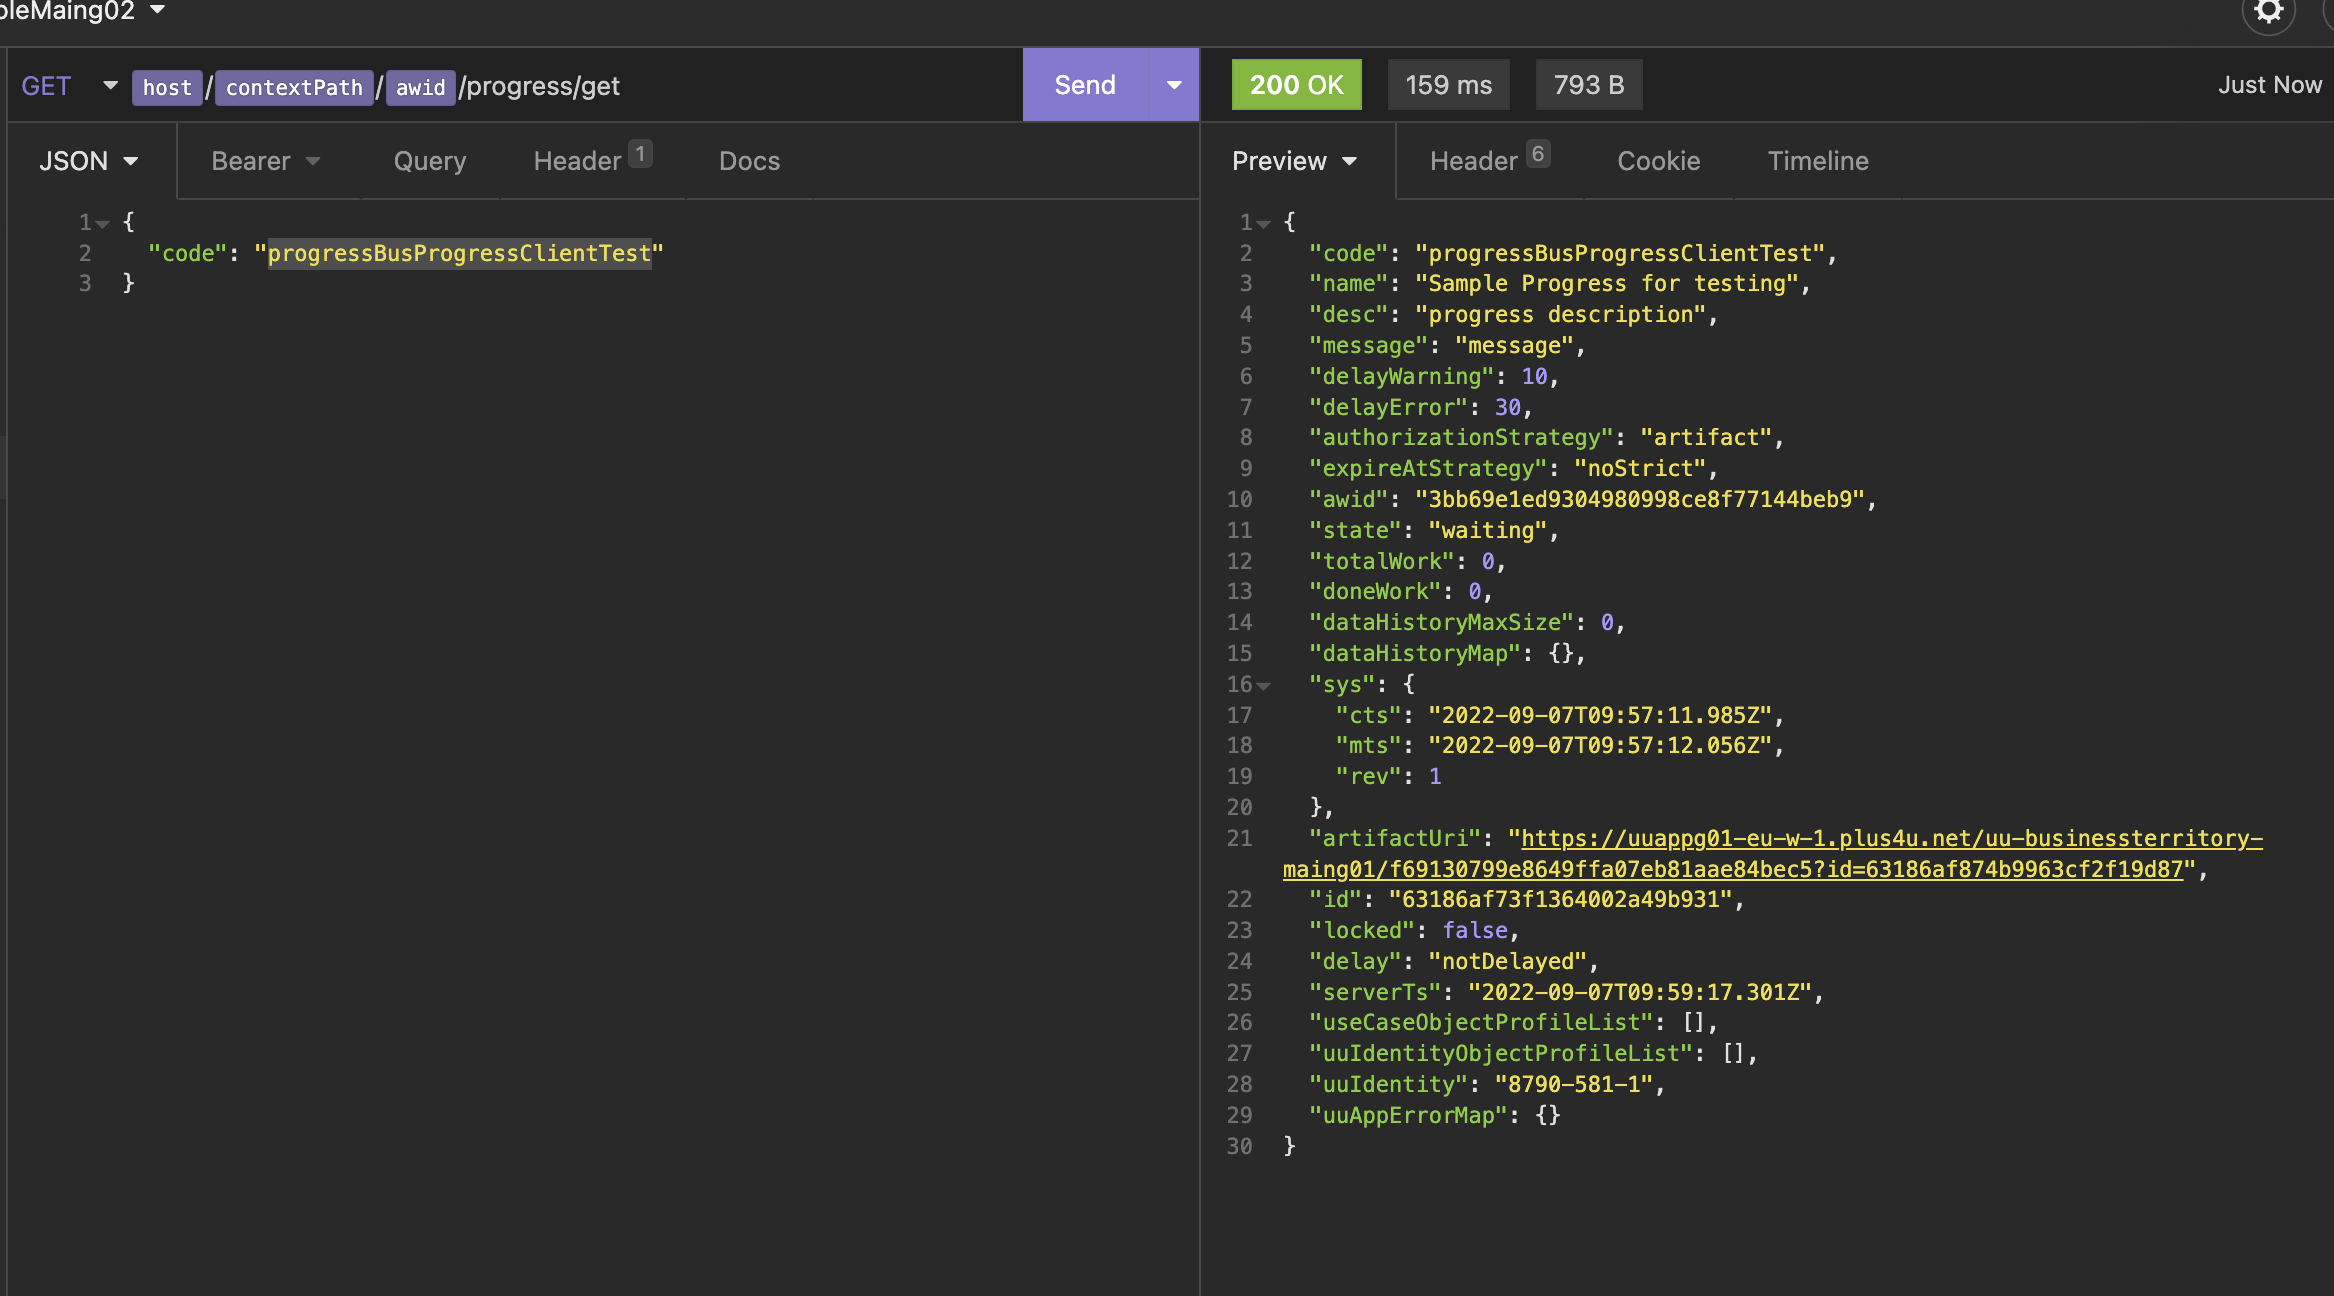 oleMaing02
GET host/contextPath/awid/progress/get Send 200 OK 159 ms 793 B Just Now
JSON Bearer Query Header 1 Docs
Preview Header 6 Cookie Timeline
1 {
2 "code": "progressBusProgressClientTest"
3 }
1 {
2 "code": "progressBusProgressClientTest",
3 "name": "Sample Progress for testing",
4 "desc": "progress description",
5 "message": "message",
6 "delayWarning": 10,
7 "delayError": 30,
8 "authorizationStrategy": "artifact",
9 "expireAtStrategy": "noStrict",
10 "awid": "3bb69e1ed9304980998ce8f77144beb9",
11 "state": "waiting",
12 "totalWork": 0,
13 "doneWork": 0,
14 "dataHistoryMaxSize": 0,
15 "dataHistoryMap": {},
16 "sys": {
17 "cts": "2022-09-07T09:57:11.985Z",
18 "mts": "2022-09-07T09:57:12.056Z",
19 "rev": 1
20 },
21 "artifactUri": "https://uuappg01-eu-w-1.plus4u.net/uu-businessterritory-
maing01/f69130799e8649ffa07eb81aae84bec5?id=63186af874b9963cf2f19d87",
22 "id": "63186af73f1364002a49b931",
23 "locked": false,
24 "delay": "notDelayed",
25 "serverTs": "2022-09-07T09:59:17.301Z",
26 "useCaseObjectProfileList": [],
27 "uuIdentityObjectProfileList": [],
28 "uuIdentity": "8790-581-1",
29 "uuAppErrorMap": {}
30 }